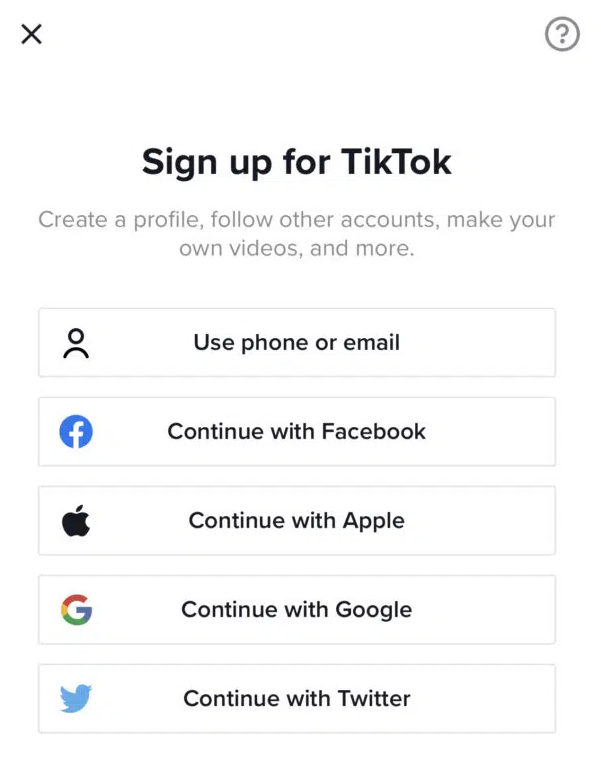 Sign up for TikTok
Create a profile, follow other accounts, make your
own videos, and more.
Use phone or email
Continue with Facebook
Continue with Apple
Continue with Google
Continue with Twitter